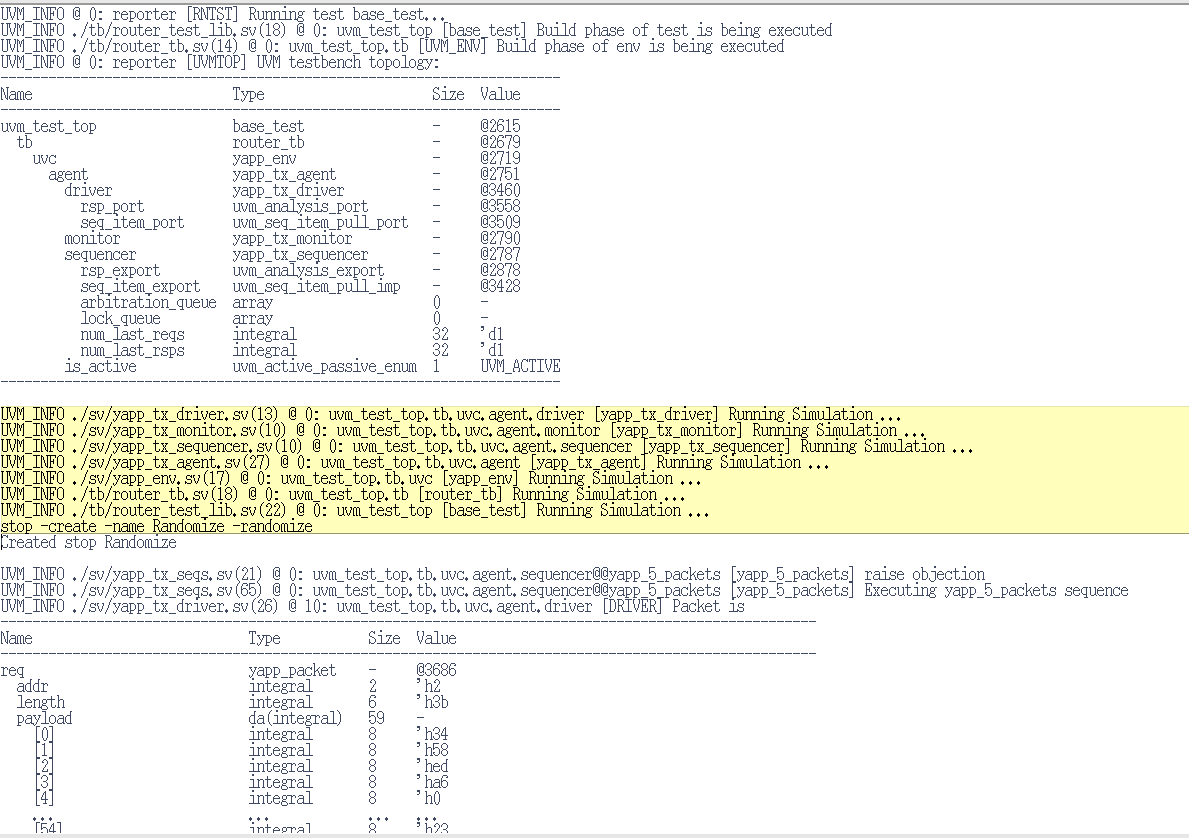 UVM_INFO @ 0: reporter [RNTST] Running test base_test...
UVM_INFO ./tb/router_test_lib.sv(18) @ 0: uvm_test_top [base_test] Build phase of test is being executed
UVM_INFO ./tb/router_tb.sv(14) @ 0: uvm_test_top.tb [UVM_ENV] Build phase of env is being executed
UVM_INFO @ 0: reporter [UVMTOP] UVM testbench topology:
----------------------------------------------------------------------
Name                         Type                     Size  Value
----------------------------------------------------------------------
uvm_test_top                 base_test                -     @2615
  tb                         router_tb                -     @2679
    uvc                      yapp_env                 -     @2719
      agent                  yapp_tx_agent            -     @2751
        driver               yapp_tx_driver           -     @3460
          rsp_port           uvm_analysis_port        -     @3558
          seq_item_port      uvm_seq_item_pull_port   -     @3509
        monitor              yapp_tx_monitor          -     @2790
        sequencer            yapp_tx_sequencer        -     @2787
          rsp_export         uvm_analysis_export      -     @2878
          seq_item_export    uvm_seq_item_pull_imp    -     @3428
          arbitration_queue  array                    0     -
          lock_queue         array                    0     -
          num_last_reqs      integral                 32    'd1
          num_last_rsps      integral                 32    'd1
        is_active            uvm_active_passive_enum  1     UVM_ACTIVE
----------------------------------------------------------------------
UVM_INFO ./sv/yapp_tx_driver.sv(13) @ 0: uvm_test_top.tb.uvc.agent.driver [yapp_tx_driver] Running Simulation ...
UVM_INFO ./sv/yapp_tx_monitor.sv(10) @ 0: uvm_test_top.tb.uvc.agent.monitor [yapp_tx_monitor] Running Simulation ...
UVM_INFO ./sv/yapp_tx_sequencer.sv(10) @ 0: uvm_test_top.tb.uvc.agent.sequencer [yapp_tx_sequencer] Running Simulation ...
UVM_INFO ./sv/yapp_tx_agent.sv(27) @ 0: uvm_test_top.tb.uvc.agent [yapp_tx_agent] Running Simulation ...
UVM_INFO ./sv/yapp_env.sv(17) @ 0: uvm_test_top.tb.uvc [yapp_env] Running Simulation ...
UVM_INFO ./tb/router_tb.sv(18) @ 0: uvm_test_top.tb [router_tb] Running Simulation ...
UVM_INFO ./tb/router_test_lib.sv(22) @ 0: uvm_test_top [base_test] Running Simulation ...
stop -create -name Randomize -randomize
Created stop Randomize
UVM_INFO ./sv/yapp_tx_seqs.sv(21) @ 0: uvm_test_top.tb.uvc.agent.sequencer@@yapp_5_packets [yapp_5_packets] raise objection
UVM_INFO ./sv/yapp_tx_seqs.sv(65) @ 0: uvm_test_top.tb.uvc.agent.sequencer@@yapp_5_packets [yapp_5_packets] Executing yapp_5_packets sequence
UVM_INFO ./sv/yapp_tx_driver.sv(26) @ 10: uvm_test_top.tb.uvc.agent.driver [DRIVER] Packet is
------------------------------------------------------------------------------------------------------
Name                           Type           Size  Value
------------------------------------------------------------------------------------------------------
req                            yapp_packet    -     @3686
  addr                         integral       2     'h2
  length                       integral       6     'h3b
  payload                      da(integral)   59    -
    [0]                        integral       8     'h34
    [1]                        integral       8     'h58
    [2]                        integral       8     'hed
    [3]                        integral       8     'ha6
    [4]                        integral       8     'h0
    ...                        ...            ...   ...
    [54]                       integral       8     'h23